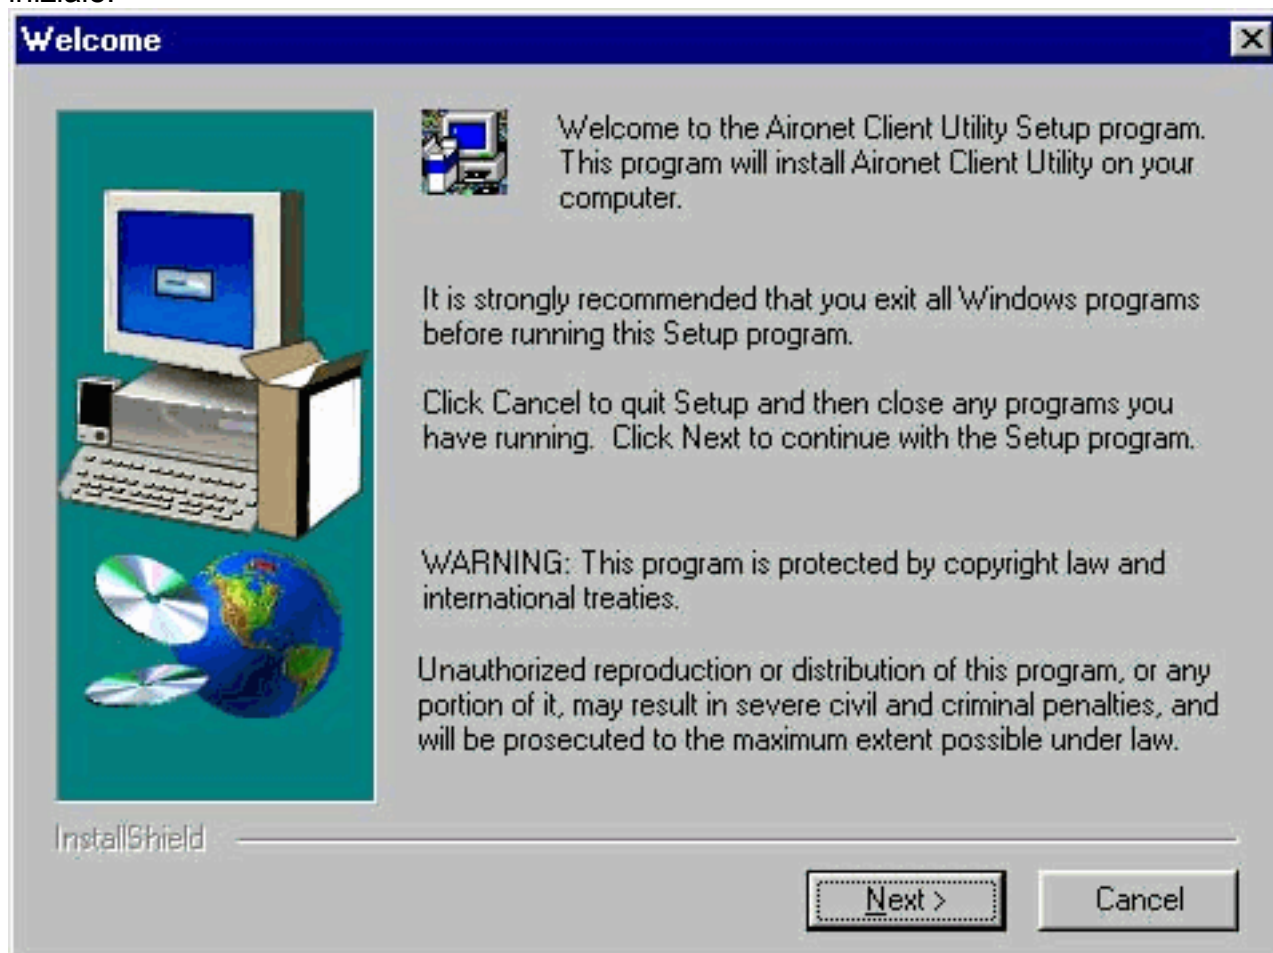 iniziale.
Welcome
Welcome to the Aironet Client Utility Setup program.
This program will install Aironet Client Utility on your
computer.
It is strongly recommended that you exit all Windows programs
before running this Setup program.
Click Cancel to quit Setup and then close any programs you
have running.  Click Next to continue with the Setup program.
WARNING: This program is protected by copyright law and
international treaties.
Unauthorized reproduction or distribution of this program, or any
portion of it, may result in severe civil and criminal penalties, and
will be prosecuted to the maximum extent possible under law.
InstallShield
Next >
Cancel